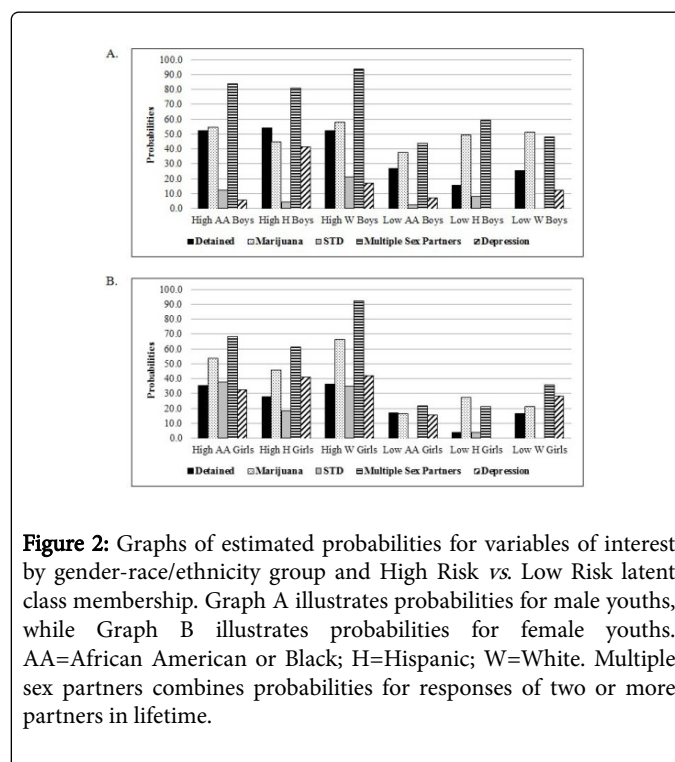 A.
100.0
90.0
80.0
70.0
60.0
50.0
40.0
30.0
20.0
10.0
0.0
Probabilities
High AA Boys High H Boys High W Boys Low AA Boys Low H Boys Low W Boys
Detained Marijuana STD Multiple Sex Partners Depression
B.
100.0
90.0
80.0
70.0
60.0
50.0
40.0
30.0
20.0
10.0
0.0
Probabilities
High AA Girls High H Girls High W Girls Low AA Girls Low H Girls Low W Girls
Detained Marijuana STD Multiple Sex Partners Depression
Figure 2: Graphs of estimated probabilities for variables of interest
by gender-race/ethnicity group and High Risk vs. Low Risk latent
class membership. Graph A illustrates probabilities for male youths,
while Graph B illustrates probabilities for female youths.
AA=African American or Black; H=Hispanic; W=White. Multiple
sex partners combines probabilities for responses of two or more
partners in lifetime.